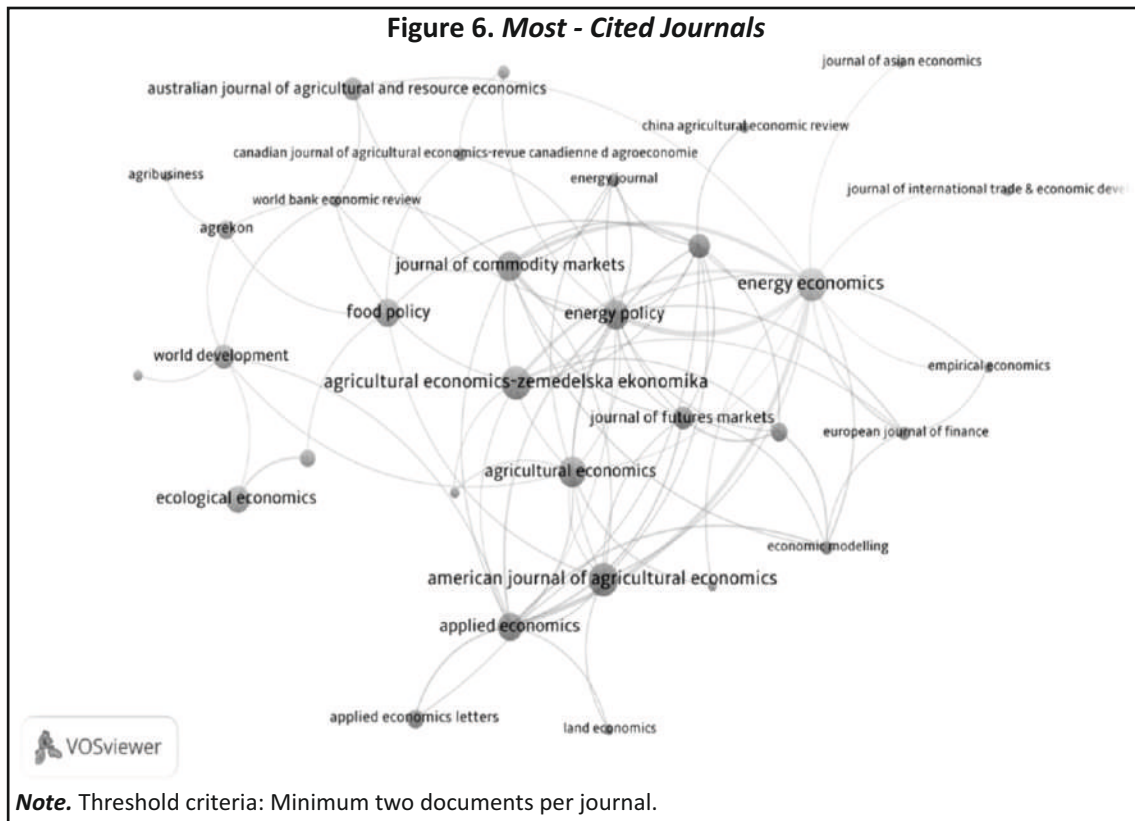 Figure 6. Most - Cited Journals
journal of asian economics
australian journal of agricultural and resource economics
china agricultural economic review
canadian journal of agricultural economics-revue canadienne d agroeconomie
agribusiness
energy journal
journal of international trade & economic deve
world bank economic review
agrekon
journal of commodity markets
energy economics
food policy
energy policy
world development
empirical economics
agricultural economics-zemedelska ekonomika
journal of futures markets
european journal of finance
agricultural economics
ecological economics
economic modelling
american journal of agricultural economics
applied economics
applied economics letters
land economics
VOSviewer
Note. Threshold criteria: Minimum two documents per journal.